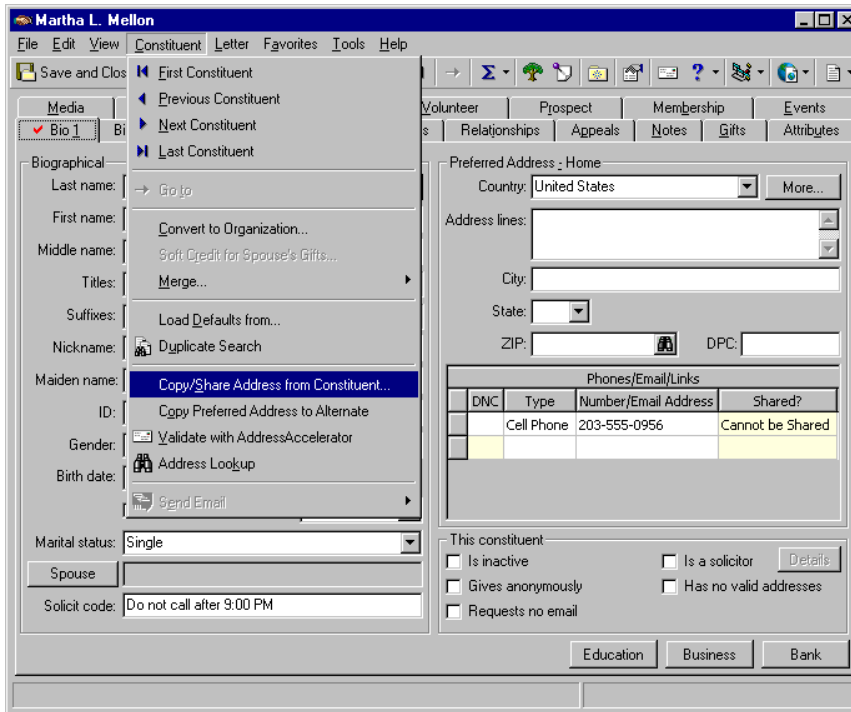 Martha L. Mellon
File Edit View Constituent Letter Favorites Tools Help
Save and Clos
Media Volunteer Prospect Membership Events
Bio 1 Bi s Relationships Appeals Notes Gifts Attributes
First Constituent
Previous Constituent
Next Constituent
Last Constituent
Go to
Convert to Organization...
Soft Credit for Spouse's Gifts...
Merge...
Load Defaults from...
Duplicate Search
Copy/Share Address from Constituent...
Copy Preferred Address to Alternate
Validate with AddressAccelerator
Address Lookup
Send Email
Biographical
Last name:
First name:
Middle name:
Titles:
Suffixes:
Nickname:
Maiden name:
ID:
Gender:
Birth date:
Marital status: Single
Spouse
Solicit code: Do not call after 9:00 PM
Preferred Address - Home
Country: United States More...
Address lines:
City:
State:
ZIP: DPC:
Phones/Email/Links
DNC Type Number/Email Address Shared?
Cell Phone 203-555-0956 Cannot be Shared
This constituent
Is inactive Is a solicitor Details
Gives anonymously Has no valid addresses
Requests no email
Education Business Bank